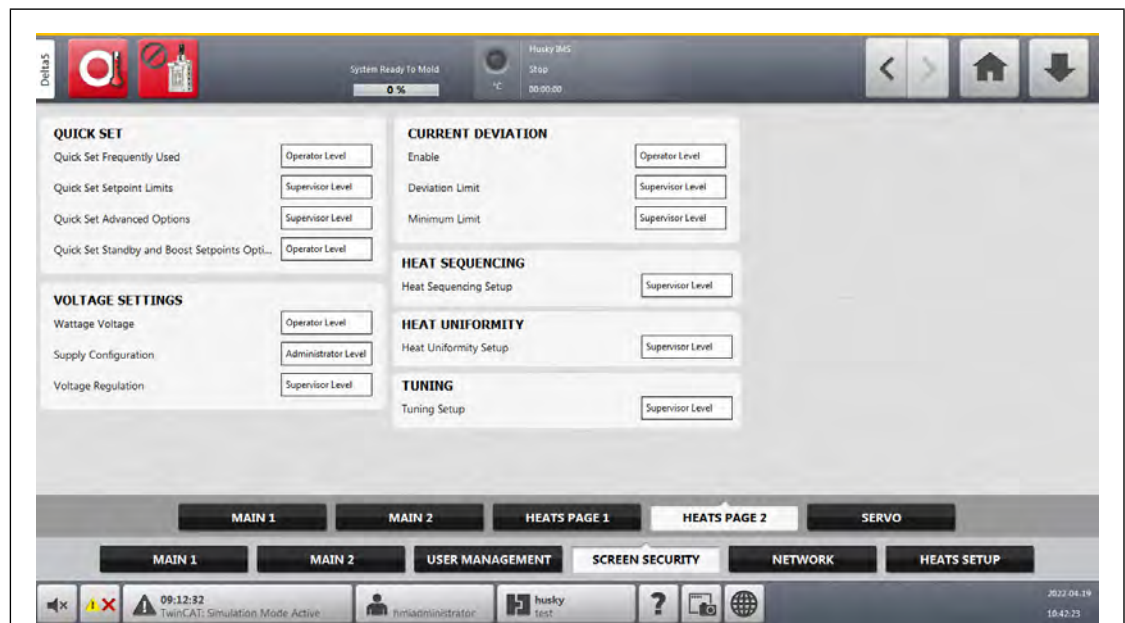 Delta5
System Ready To Mold
0 %
°C
Husky IMS
Stop
00:00:00
QUICK SET
Quick Set Frequently Used
Operator Level
Quick Set Setpoint Limits
Supervisor Level
Quick Set Advanced Options
Supervisor Level
Quick Set Standby and Boost Setpoints Opti...
Operator Level
VOLTAGE SETTINGS
Wattage Voltage
Operator Level
Supply Configuration
Administrator Level
Voltage Regulation
Supervisor Level
CURRENT DEVIATION
Enable
Operator Level
Deviation Limit
Supervisor Level
Minimum Limit
Supervisor Level
HEAT SEQUENCING
Heat Sequencing Setup
Supervisor Level
HEAT UNIFORMITY
Heat Uniformity Setup
Supervisor Level
TUNING
Tuning Setup
Supervisor Level
MAIN 1
MAIN 2
HEATS PAGE 1
HEATS PAGE 2
SERVO
MAIN 1
MAIN 2
USER MANAGEMENT
SCREEN SECURITY
NETWORK
HEATS SETUP
09:12:32
TwinCAT: Simulation Mode Active
hmiadministrator
husky
test
?
2022-04-19
10:42:23